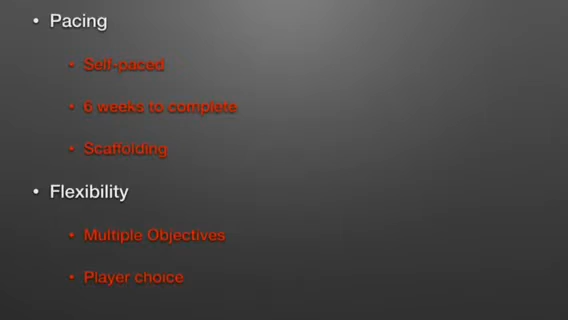 • Pacing
• Self-paced
• 6 weeks to complete
• Scaffolding
• Flexibility
• Multiple Objectives
• Player choice